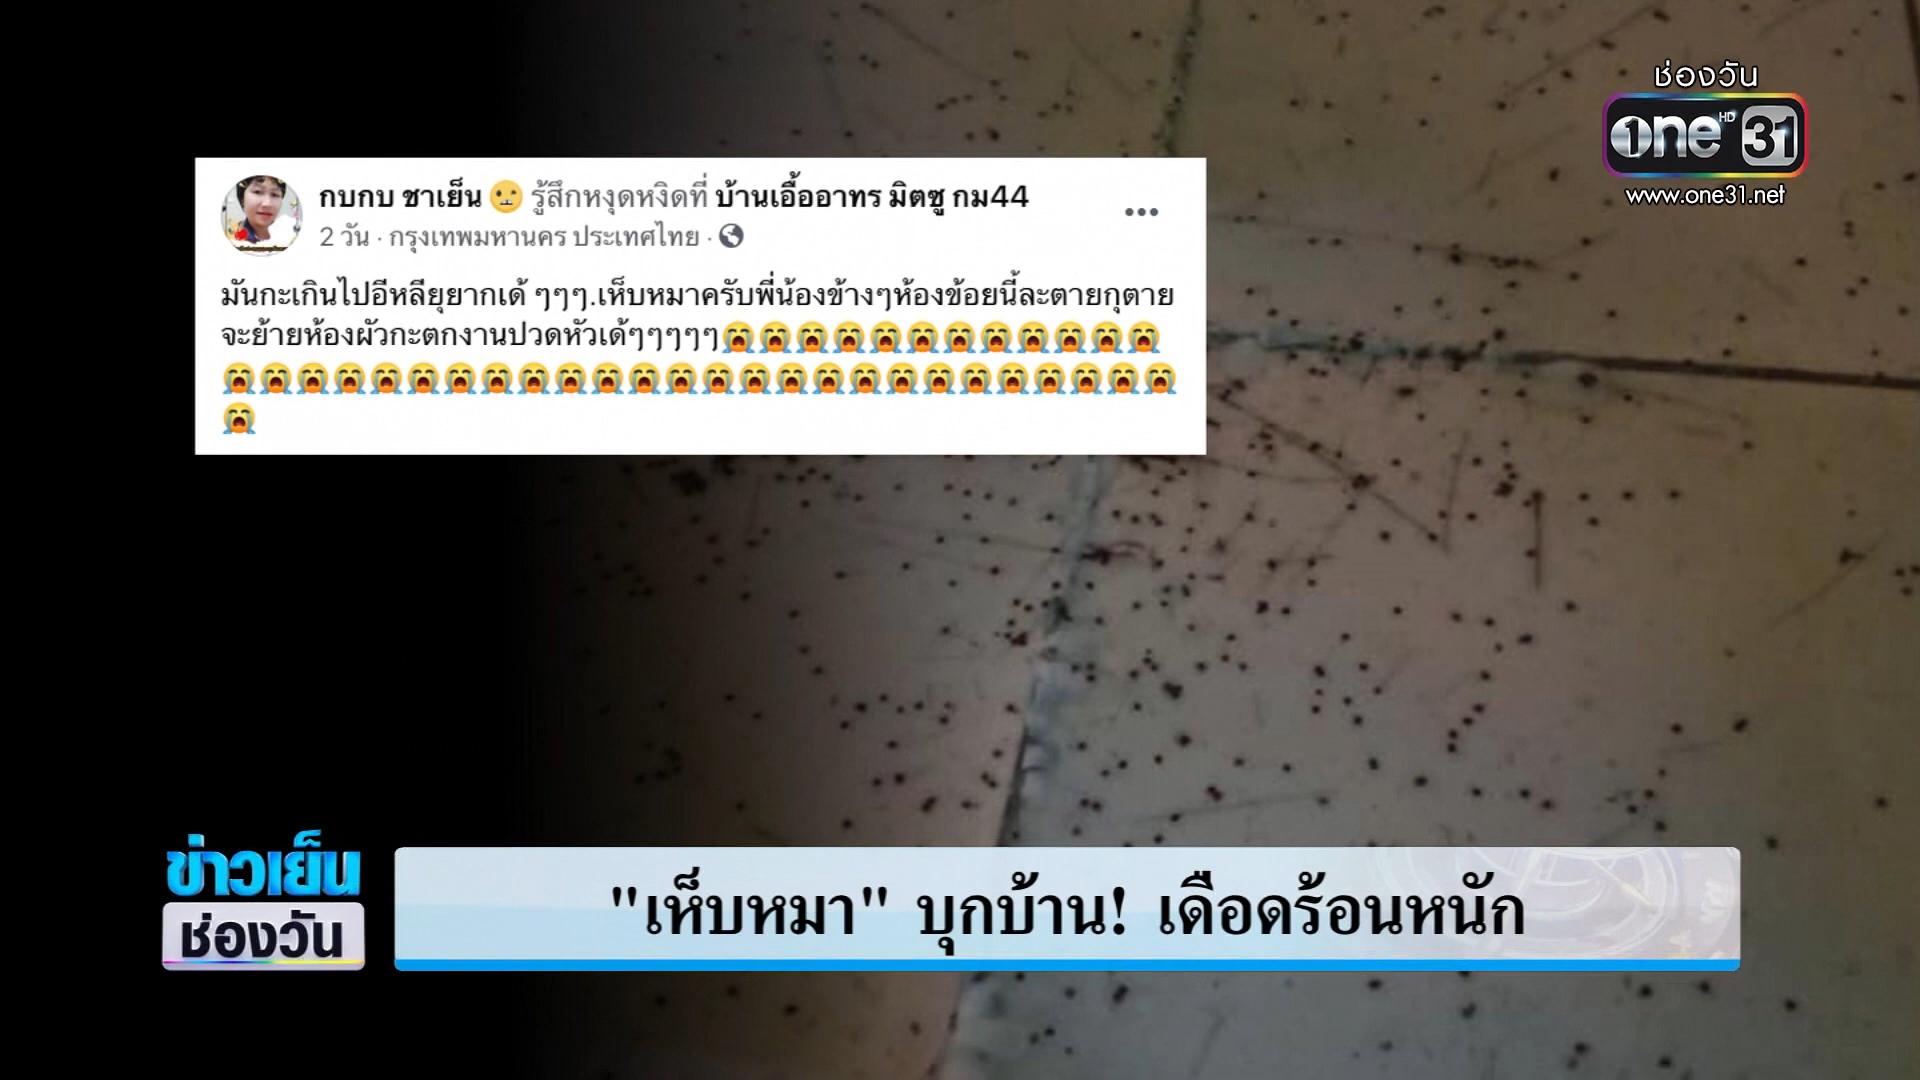 ช่องวัน
one HD 31
www.one31.net
กบกบ ชาเย็น รู้สึกหงุดหงิดที่ บ้านเอื้ออาทร มิตซู กม44
2 วัน · กรุงเทพมหานคร ประเทศไทย ·
มันกะเกินไปอีหลียุยากเด้ ๆๆๆ.เห็บหมาครับพี่น้องข้างๆห้องข้อยนี้ละตายกุตาย
จะย้ายห้องผัวกะตกงานปวดหัวเด้ๆๆๆๆๆ😭😭😭😭😭😭😭😭😭😭😭😭
😭😭😭😭😭😭😭😭😭😭😭😭😭😭😭😭😭😭😭😭😭😭😭😭😭😭
😭
ข่าวเย็น
ช่องวัน
"เห็บหมา" บุกบ้าน! เดือดร้อนหนัก